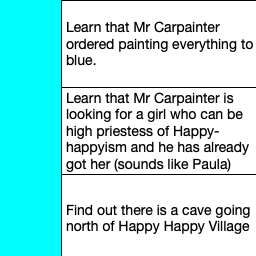 Learn that Mr Carpainter
ordered painting everything to
blue.
Learn that Mr Carpainter is
looking for a girl who can be
high priestess of Happy-
happyism and he has already
got her (sounds like Paula)
Find out there is a cave going
north of Happy Happy Village